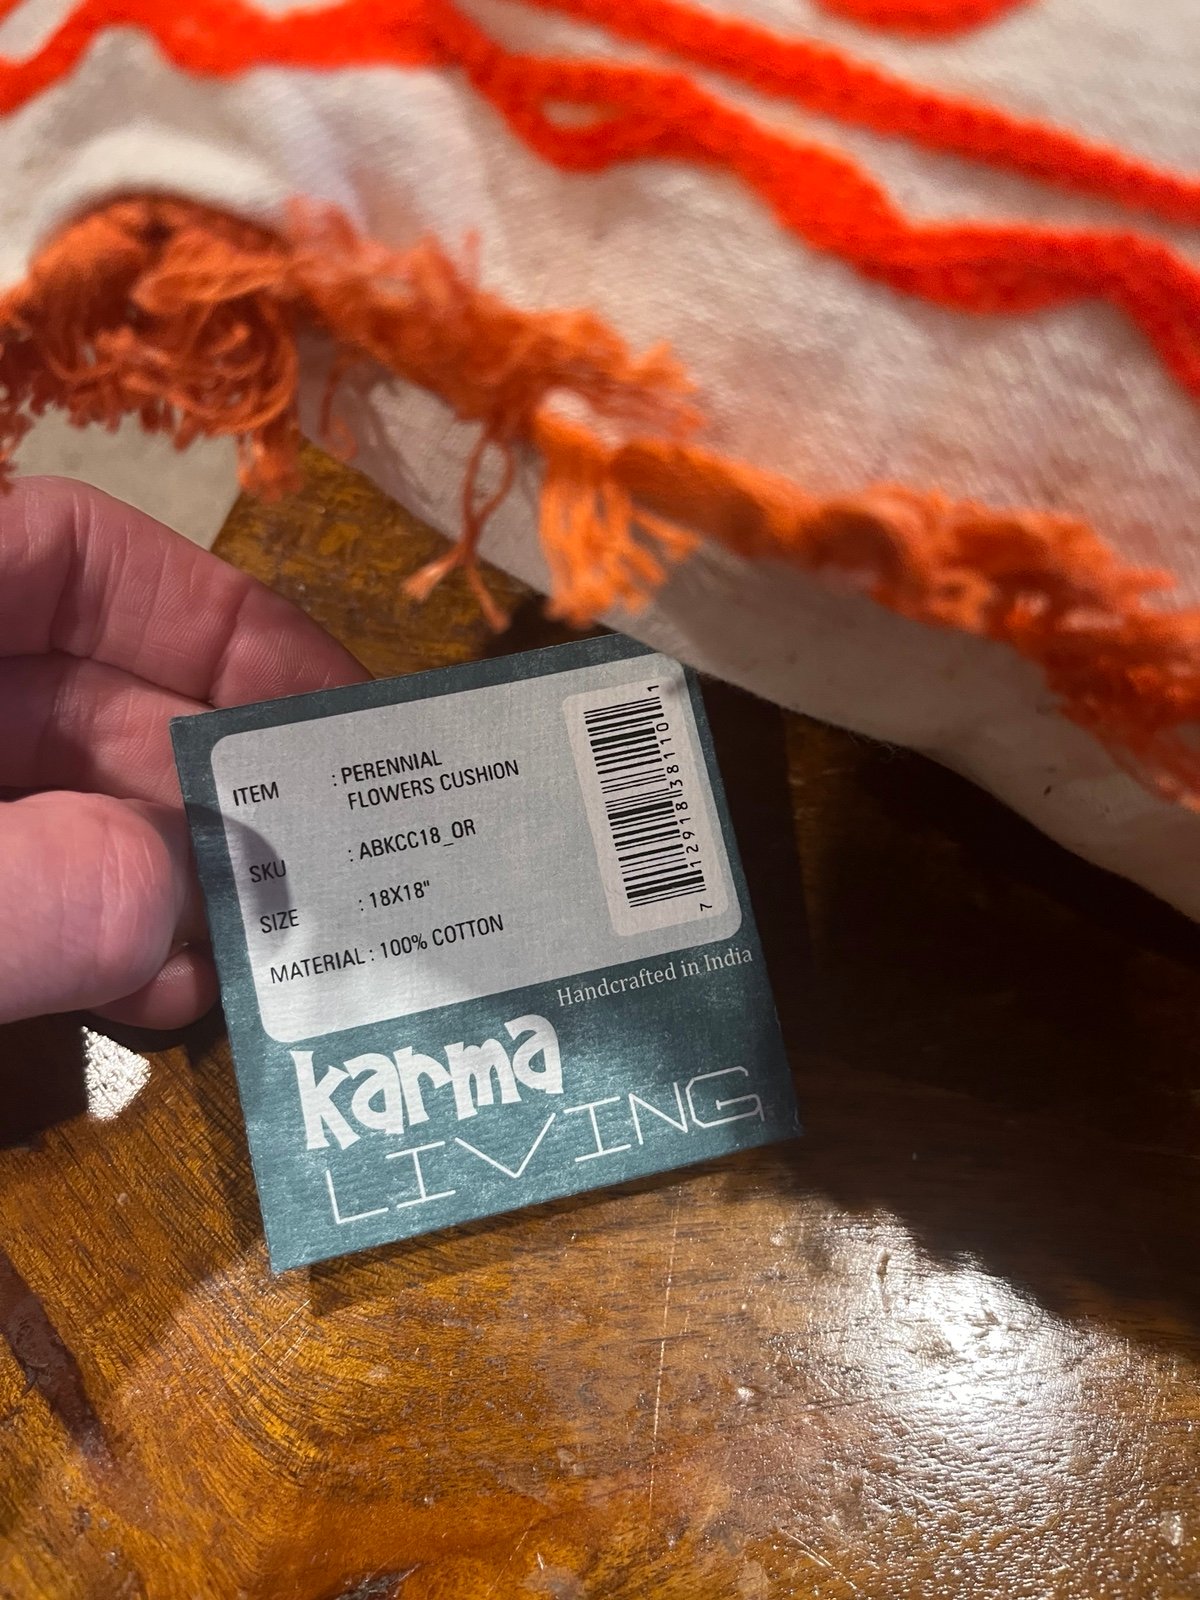 ITEM : PERENNIAL
FLOWERS CUSHION
SKU : ABKCC18_OR
SIZE : 18X18"
MATERIAL : 100% COTTON
7 12918 38110 1
Handcrafted in India
karma
LIVING